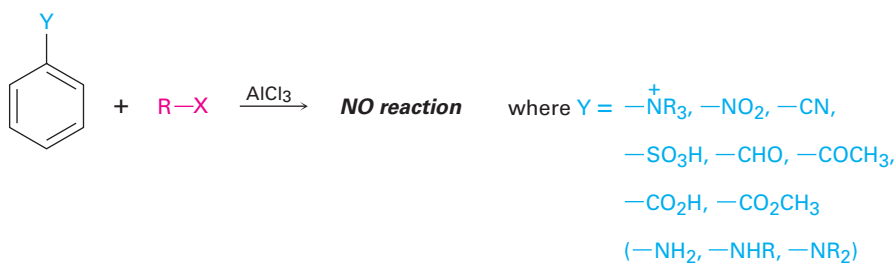 Y
+ R—X AlCl₃ NO reaction where Y = —N⁺R₃, —NO₂, —CN,
—SO₃H, —CHO, —COCH₃,
—CO₂H, —CO₂CH₃
(—NH₂, —NHR, —NR₂)